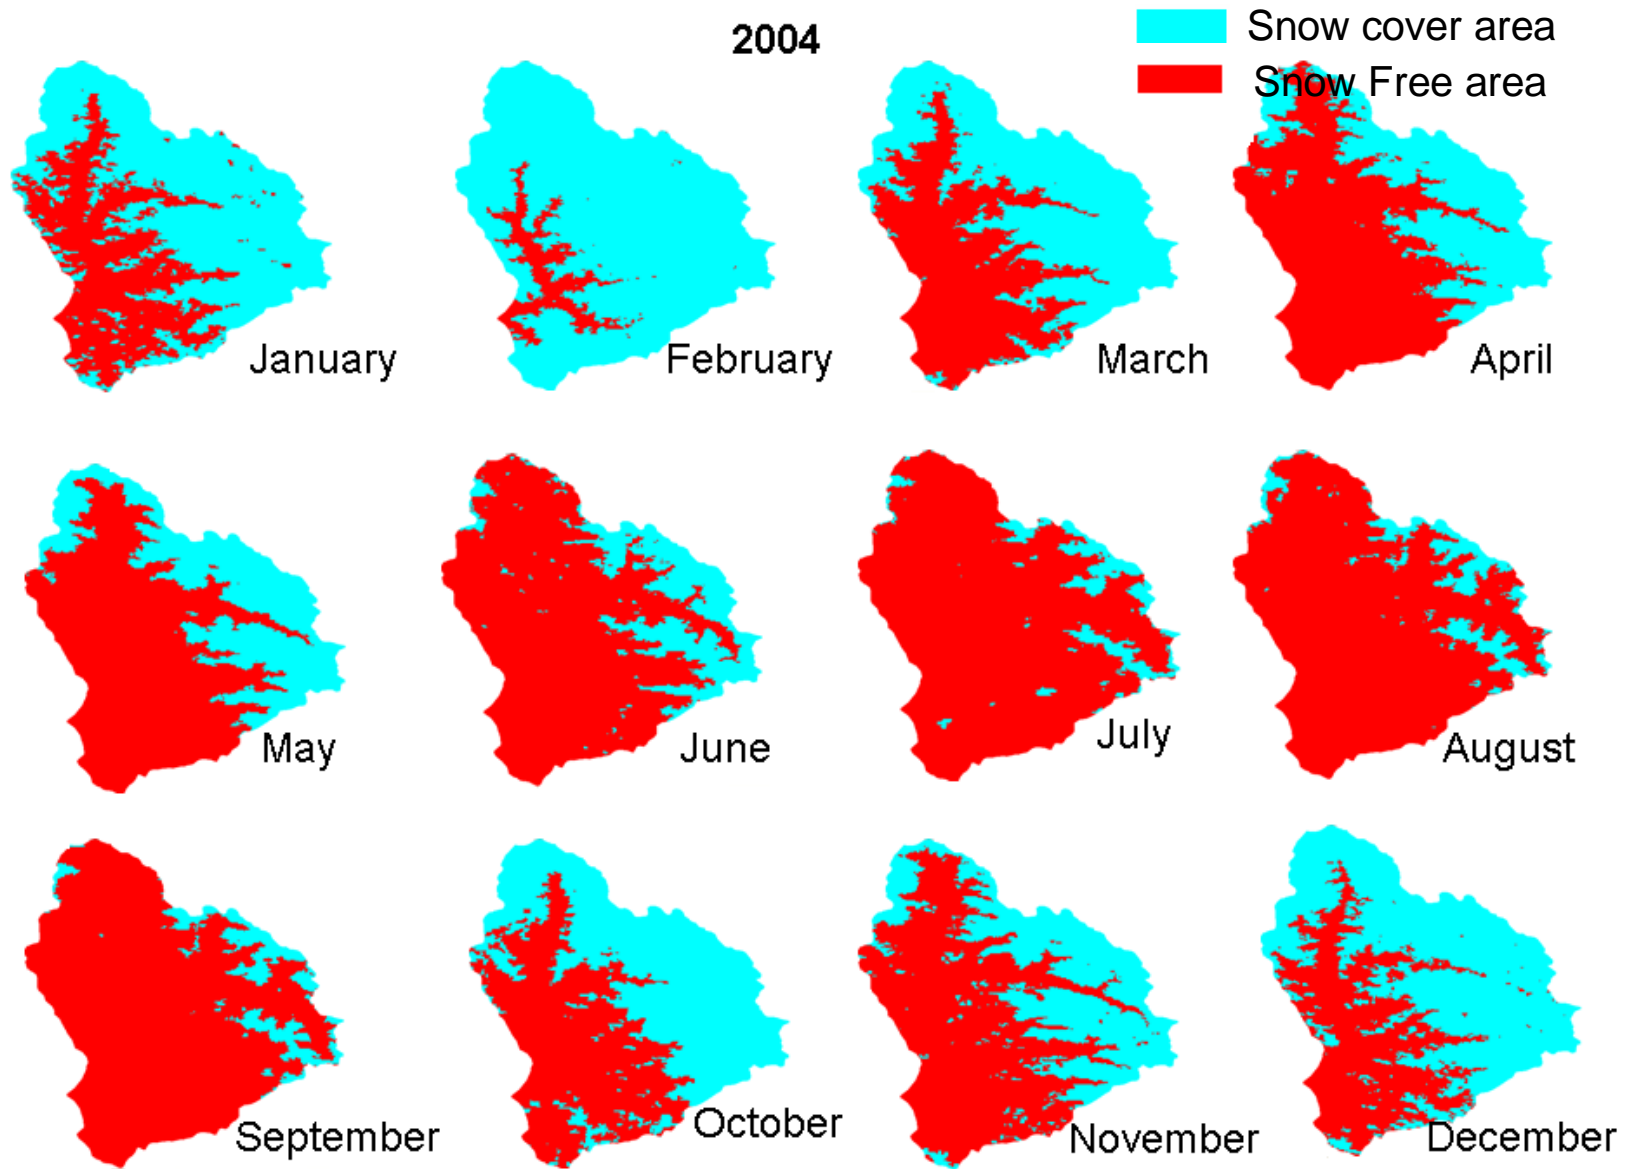 2004
Snow cover area
Snow Free area
January
February
March
April
May
June
July
August
September
October
November
December